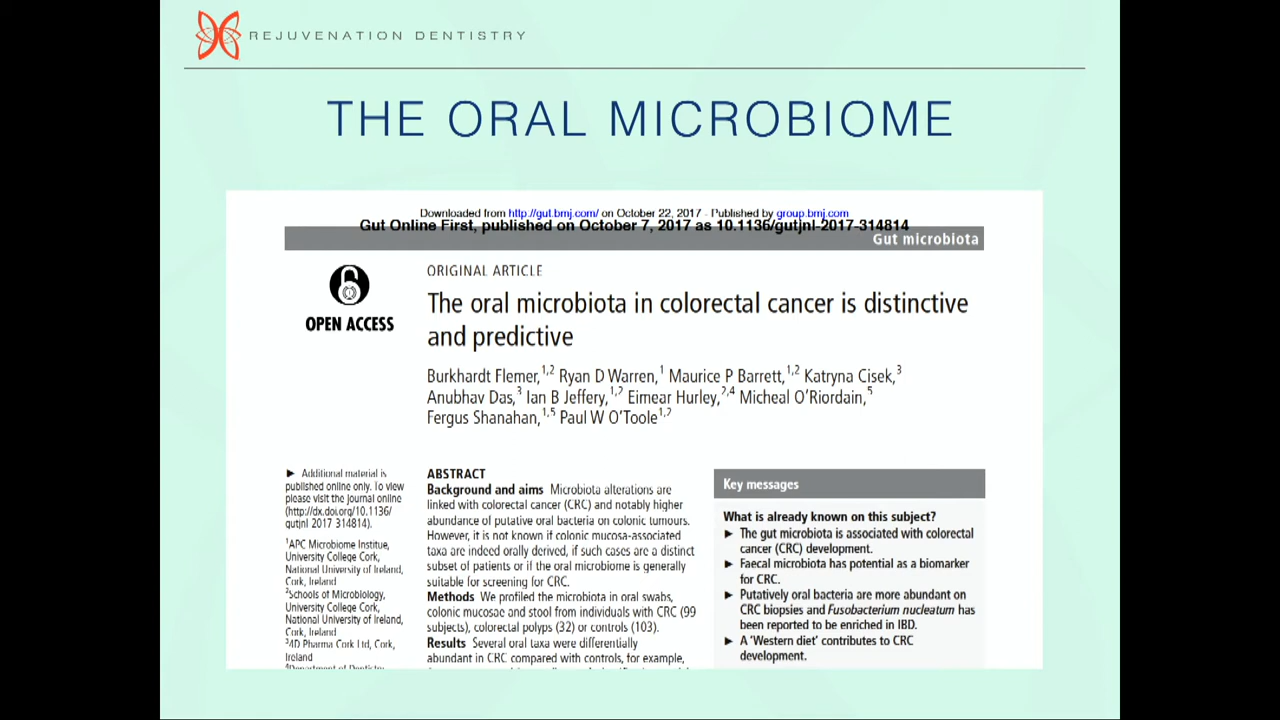 REJUVENATION DENTISTRY
THE ORAL MICROBIOME
Downloaded from http://gut.bmj.com/ on October 22, 2017 - Published by group.bmj.com
Gut Online First, published on October 7, 2017 as 10.1136/gutjnl-2017-314814
Gut microbiota
OPEN ACCESS
ORIGINAL ARTICLE
The oral microbiota in colorectal cancer is distinctive
and predictive
Burkhardt Flemer,1,2 Ryan D Warren,1 Maurice P Barrett,1,2 Katryna Cisek,3
Anubhav Das,3 Ian B Jeffery,1,2 Eimear Hurley,2,4 Micheal O'Riordain,5
Fergus Shanahan,1,5 Paul W O'Toole1,2
► Additional material is
published online only. To view
please visit the journal online
(http://dx.doi.org/10.1136/
gutjnl 2017 314814).
1APC Microbiome Institue,
University College Cork,
National University of Ireland,
Cork, Ireland
2Schools of Microbiology,
University College Cork,
National University of Ireland,
Cork, Ireland
34D Pharma Cork Ltd, Cork,
Ireland
4Department of Dentistry,
ABSTRACT
Background and aims Microbiota alterations are
linked with colorectal cancer (CRC) and notably higher
abundance of putative oral bacteria on colonic tumours.
However, it is not known if colonic mucosa-associated
taxa are indeed orally derived, if such cases are a distinct
subset of patients or if the oral microbiome is generally
suitable for screening for CRC.
Methods We profiled the microbiota in oral swabs,
colonic mucosae and stool from individuals with CRC (99
subjects), colorectal polyps (32) or controls (103).
Results Several oral taxa were differentially
abundant in CRC compared with controls, for example,
Key messages
What is already known on this subject?
► The gut microbiota is associated with colorectal
cancer (CRC) development.
► Faecal microbiota has potential as a biomarker
for CRC.
► Putatively oral bacteria are more abundant on
CRC biopsies and Fusobacterium nucleatum has
been reported to be enriched in IBD.
► A 'Western diet' contributes to CRC
development.